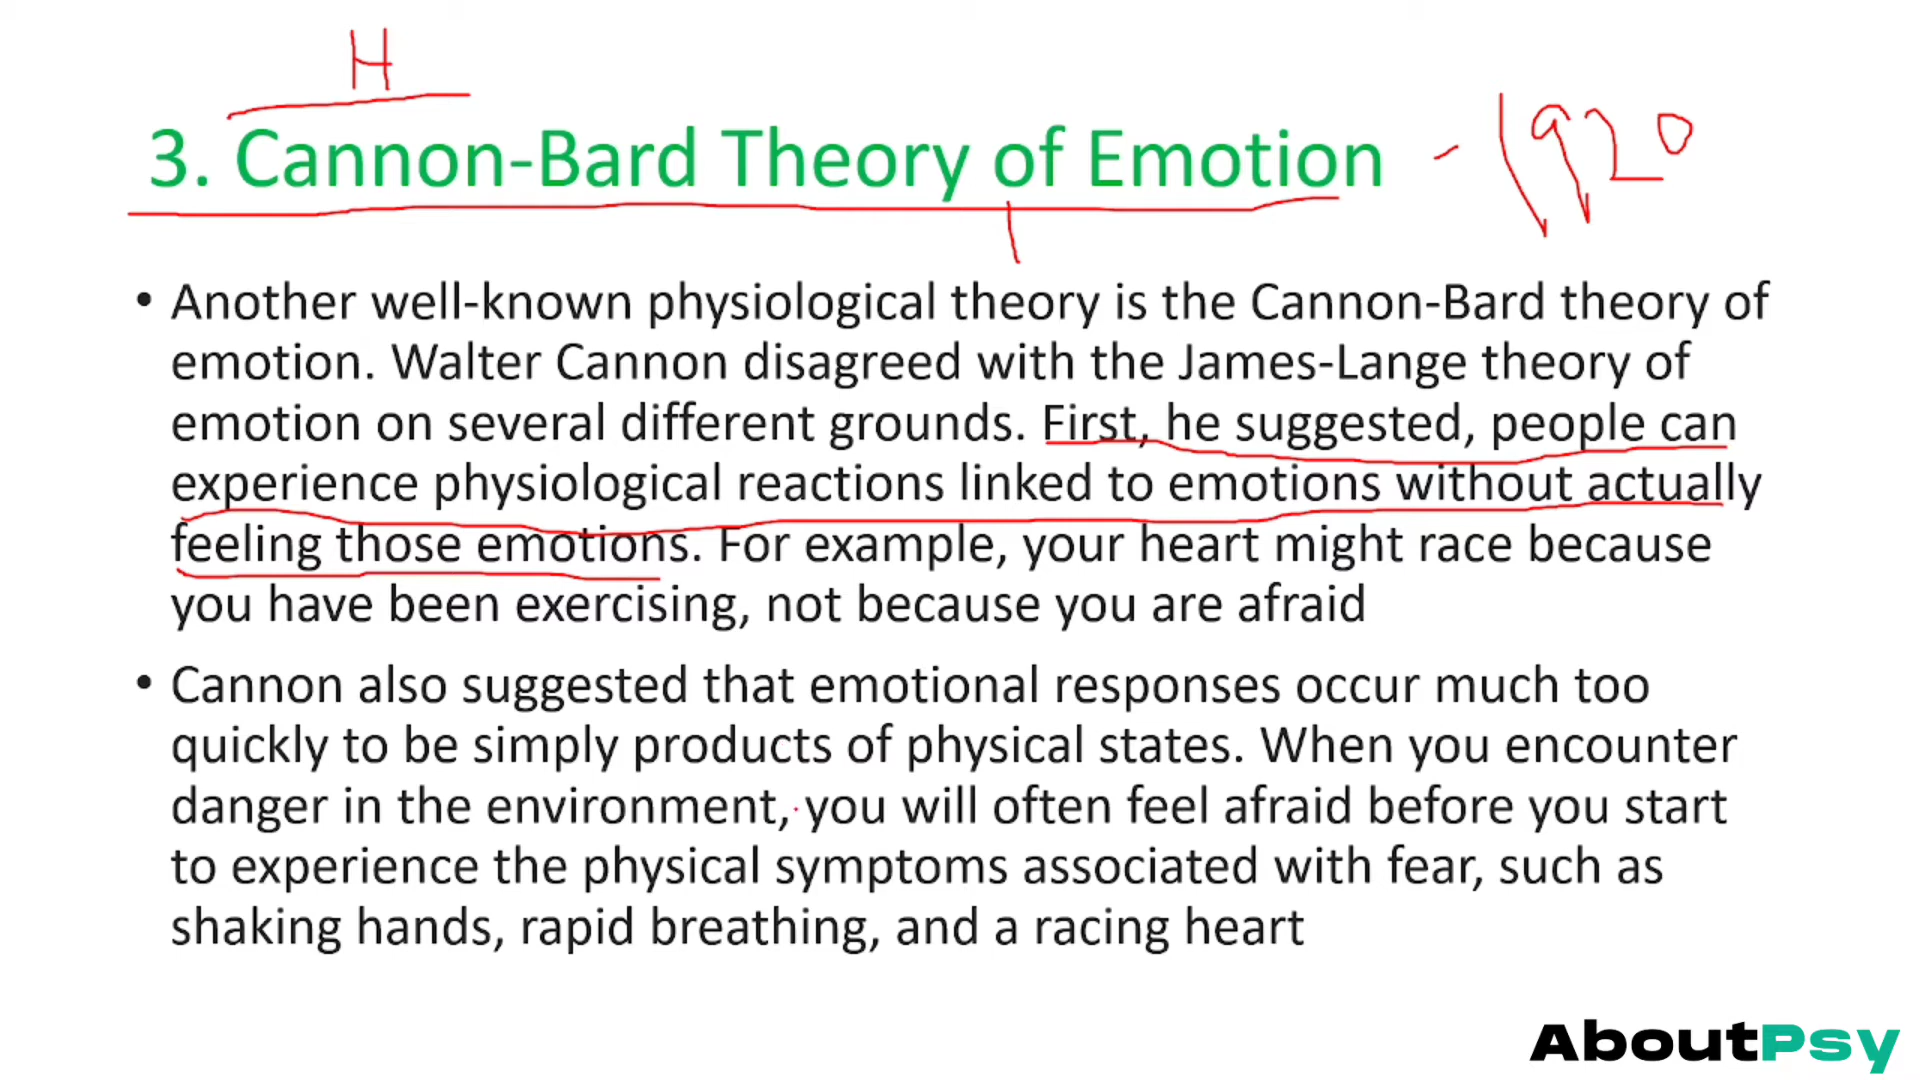 H
3. Cannon-Bard Theory of Emotion - 1920
• Another well-known physiological theory is the Cannon-Bard theory of
emotion. Walter Cannon disagreed with the James-Lange theory of
emotion on several different grounds. First, he suggested, people can
experience physiological reactions linked to emotions without actually
feeling those emotions. For example, your heart might race because
you have been exercising, not because you are afraid
• Cannon also suggested that emotional responses occur much too
quickly to be simply products of physical states. When you encounter
danger in the environment, you will often feel afraid before you start
to experience the physical symptoms associated with fear, such as
shaking hands, rapid breathing, and a racing heart
AboutPsy